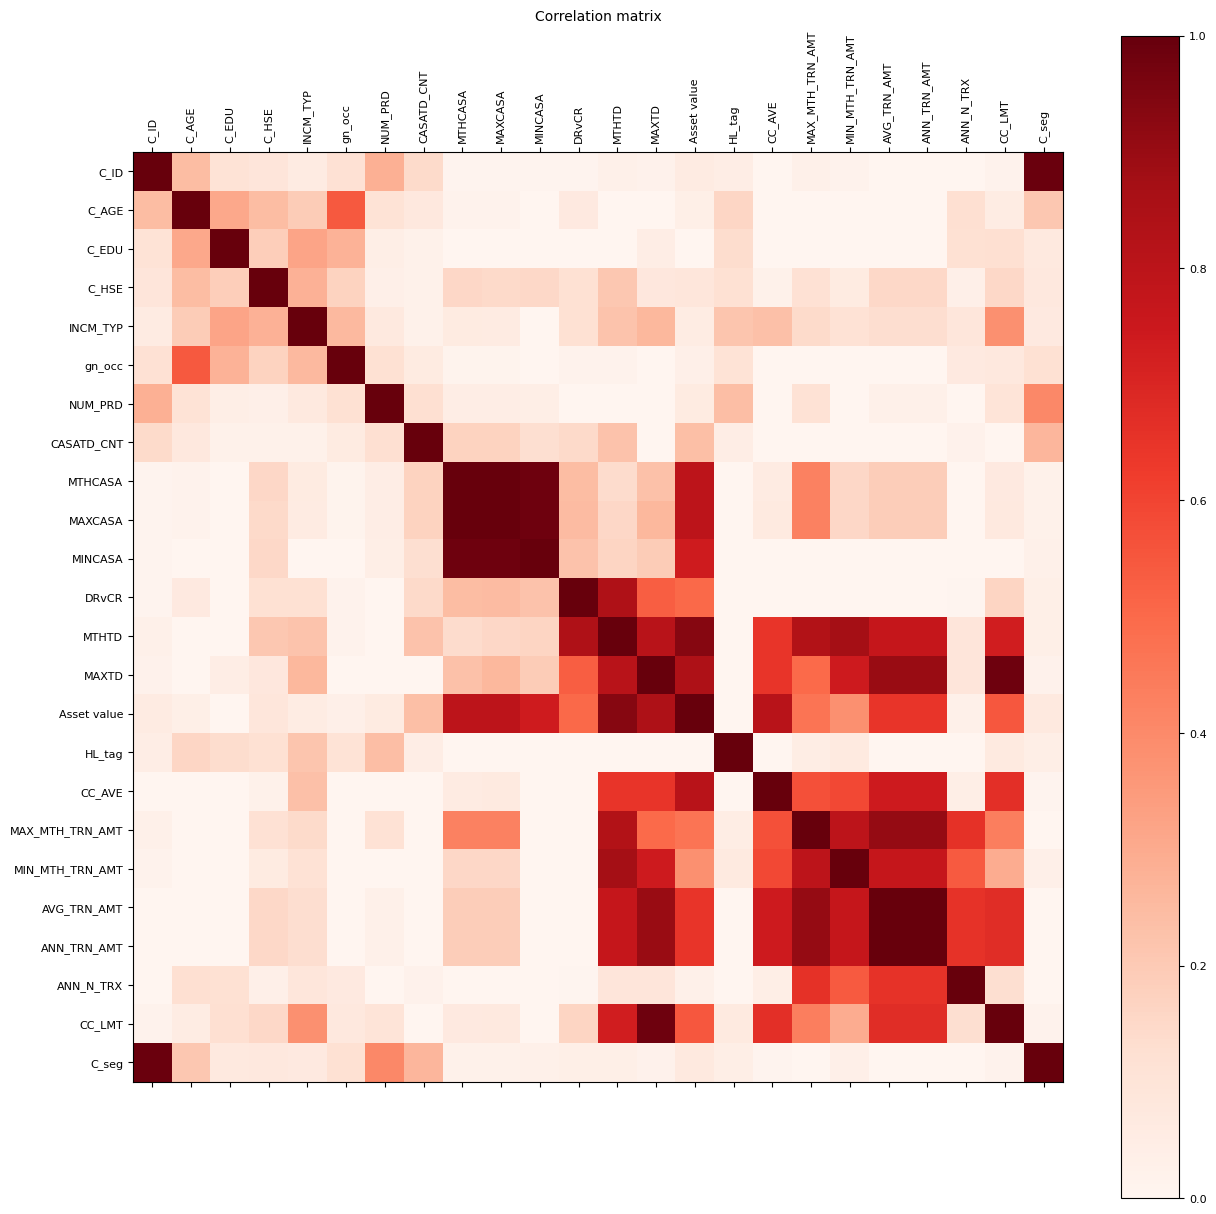 Correlation matrix
C_ID
C_AGE
C_EDU
C_HSE
INCM_TYP
gn_occ
NUM_PRD
CASATD_CNT
MTHCASA
MAXCASA
MINCASA
DRvCR
MTHTD
MAXTD
Asset value
HL_tag
CC_AVE
MAX_MTH_TRN_AMT
MIN_MTH_TRN_AMT
AVG_TRN_AMT
ANN_TRN_AMT
ANN_N_TRX
CC_LMT
C_seg
C_ID
C_AGE
C_EDU
C_HSE
INCM_TYP
gn_occ
NUM_PRD
CASATD_CNT
MTHCASA
MAXCASA
MINCASA
DRvCR
MTHTD
MAXTD
Asset value
HL_tag
CC_AVE
MAX_MTH_TRN_AMT
MIN_MTH_TRN_AMT
AVG_TRN_AMT
ANN_TRN_AMT
ANN_N_TRX
CC_LMT
C_seg
1.0
0.8
0.6
0.4
0.2
0.0